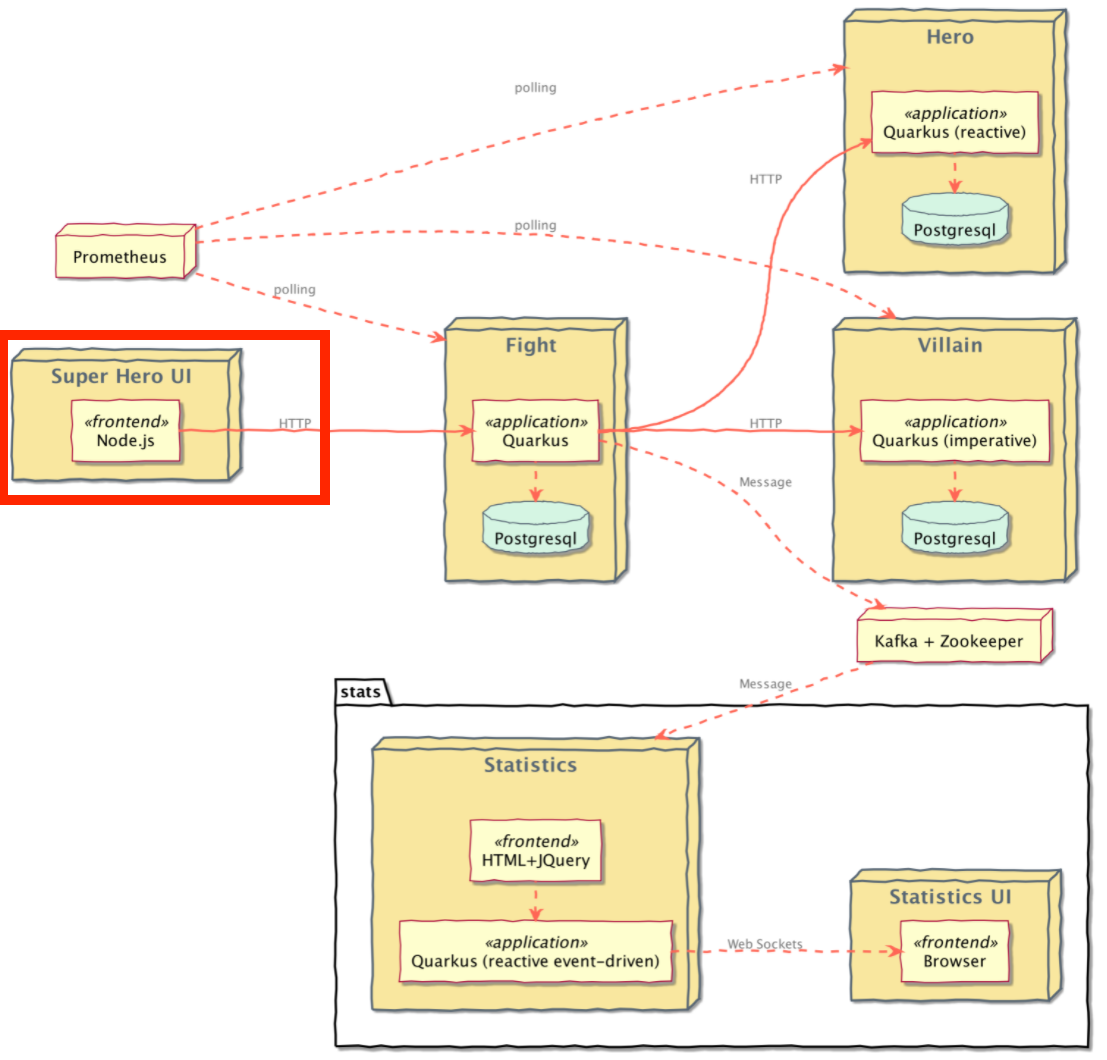 Hero
«application»
Quarkus (reactive)
Postgresql
polling
HTTP
polling
Prometheus
polling
Super Hero UI
«frontend»
Node.js
HTTP
Fight
«application»
Quarkus
Postgresql
HTTP
Villain
«application»
Quarkus (imperative)
Postgresql
Message
Kafka + Zookeeper
Message
stats
Statistics
«frontend»
HTML+JQuery
«application»
Quarkus (reactive event-driven)
Web Sockets
Statistics UI
«frontend»
Browser